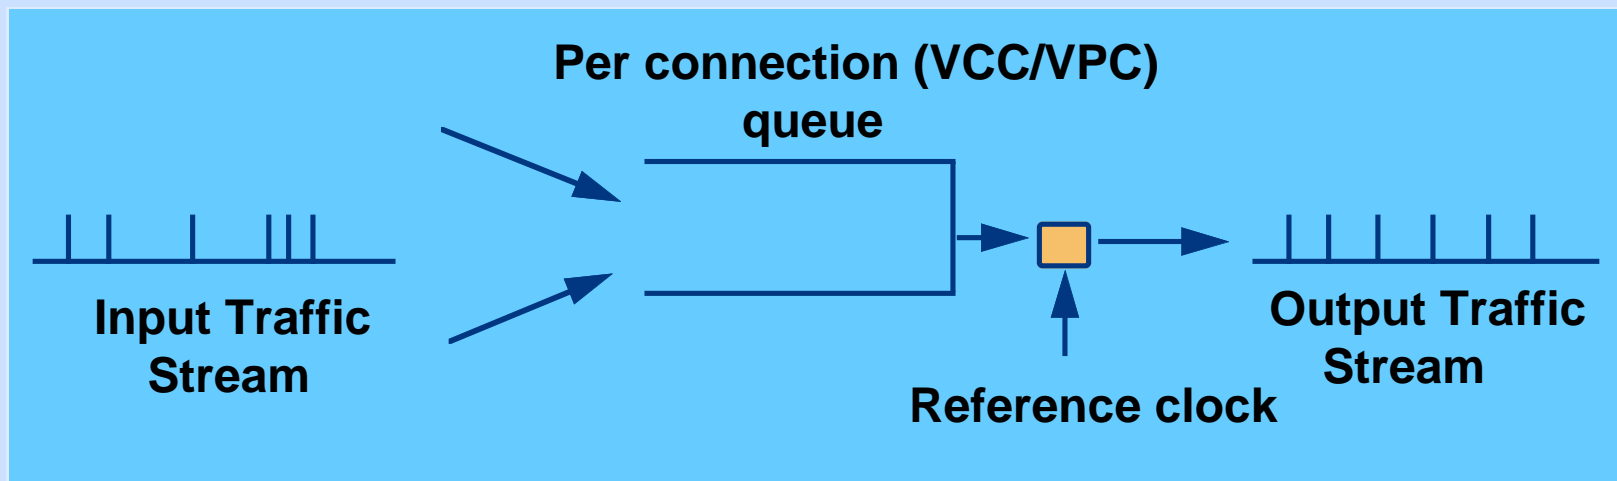 Per connection (VCC/VPC)
queue
Input Traffic
Stream
Output Traffic
Stream
Reference clock